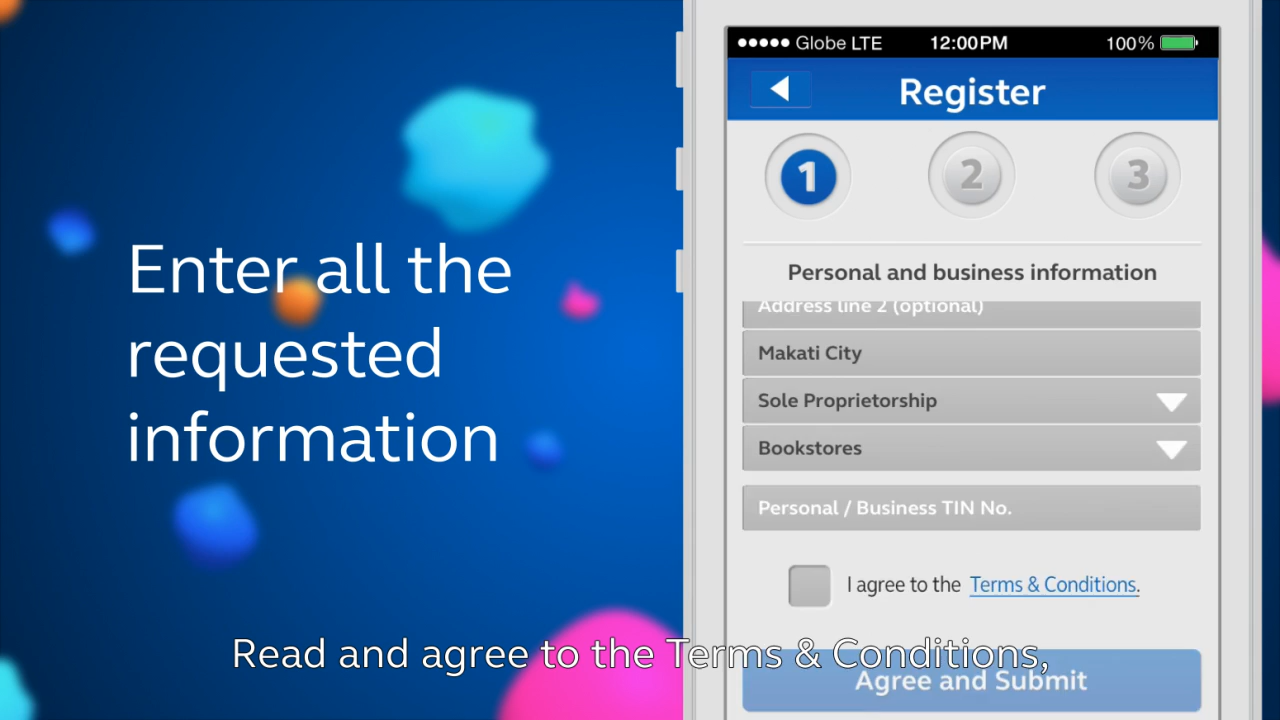 Enter all the
requested
information
Globe LTE 12:00PM 100%
Register
1 2 3
Personal and business information
Address line 2 (optional)
Makati City
Sole Proprietorship
Bookstores
Personal / Business TIN No.
I agree to the Terms & Conditions.
Agree and Submit
Read and agree to the Terms & Conditions,